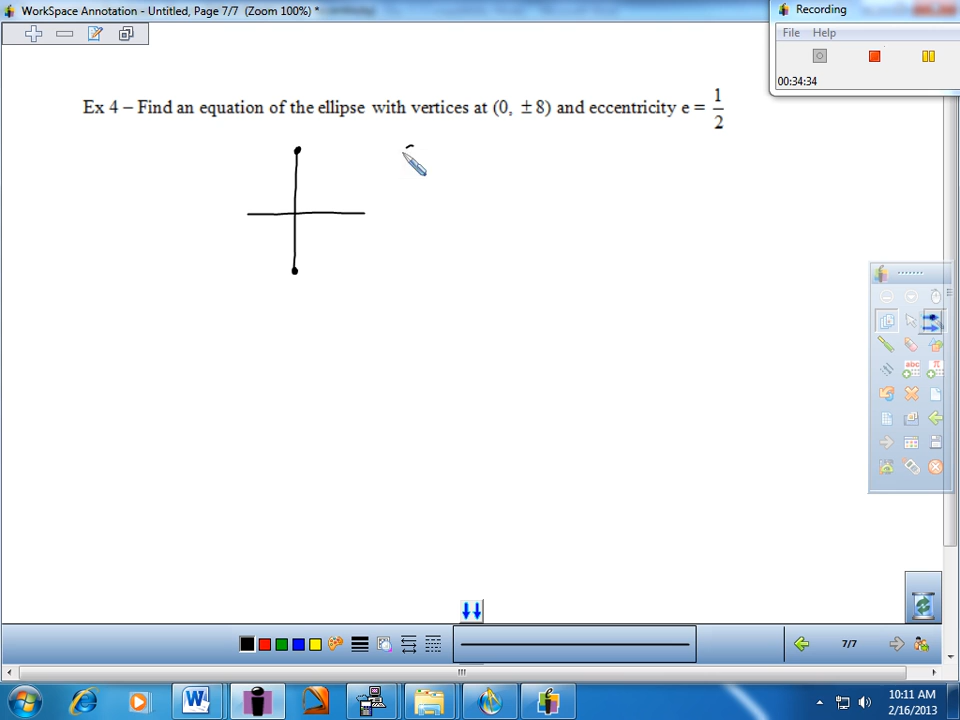 WorkSpace Annotation - Untitled, Page 7/7 (Zoom 100%) *
Recording
File Help
00:34:34
Ex 4 – Find an equation of the ellipse with vertices at (0, ±8) and eccentricity e = 1/2
abc
π
7/7
W
10:11 AM
2/16/2013